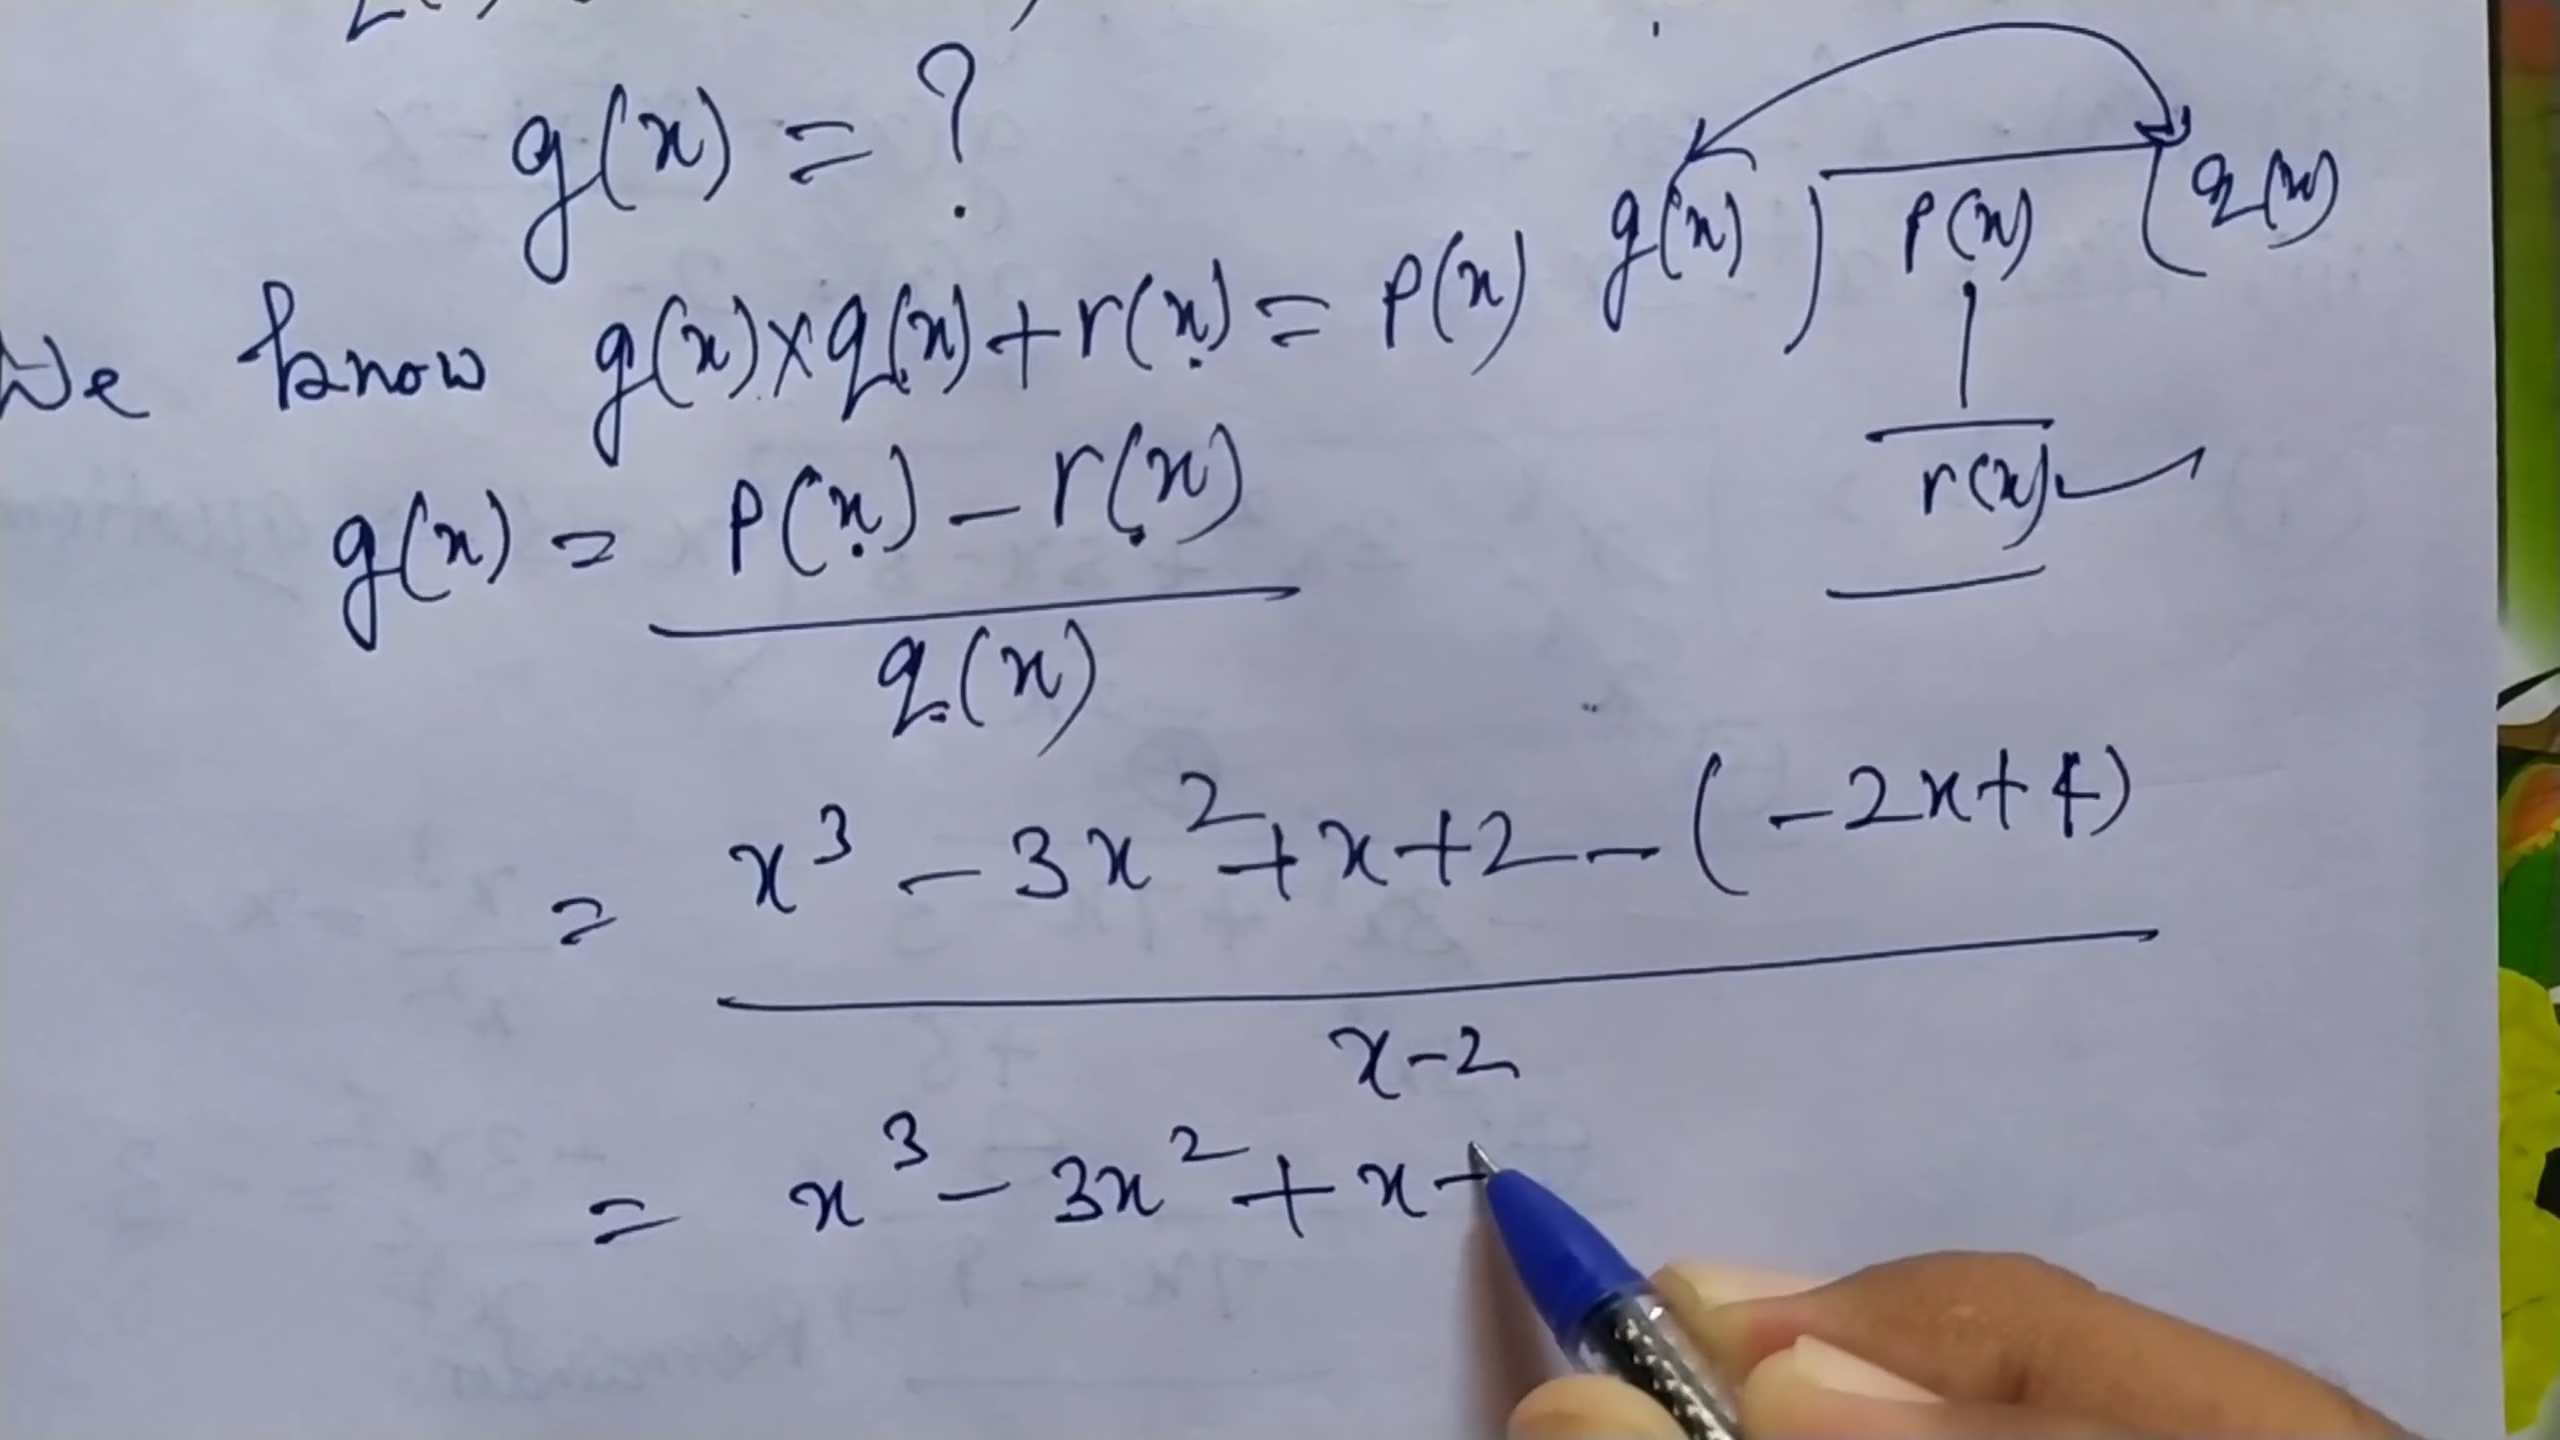 g(x) = ?
We know g(x) x q(x) + r(x) = P(x)
g(x) ) P(x) ( q(x)
r(x)
g(x) = P(x) - r(x)
q(x)
= x³ - 3x² + x + 2 - (-2x + 4)
x - 2
= x³ - 3x² + x -